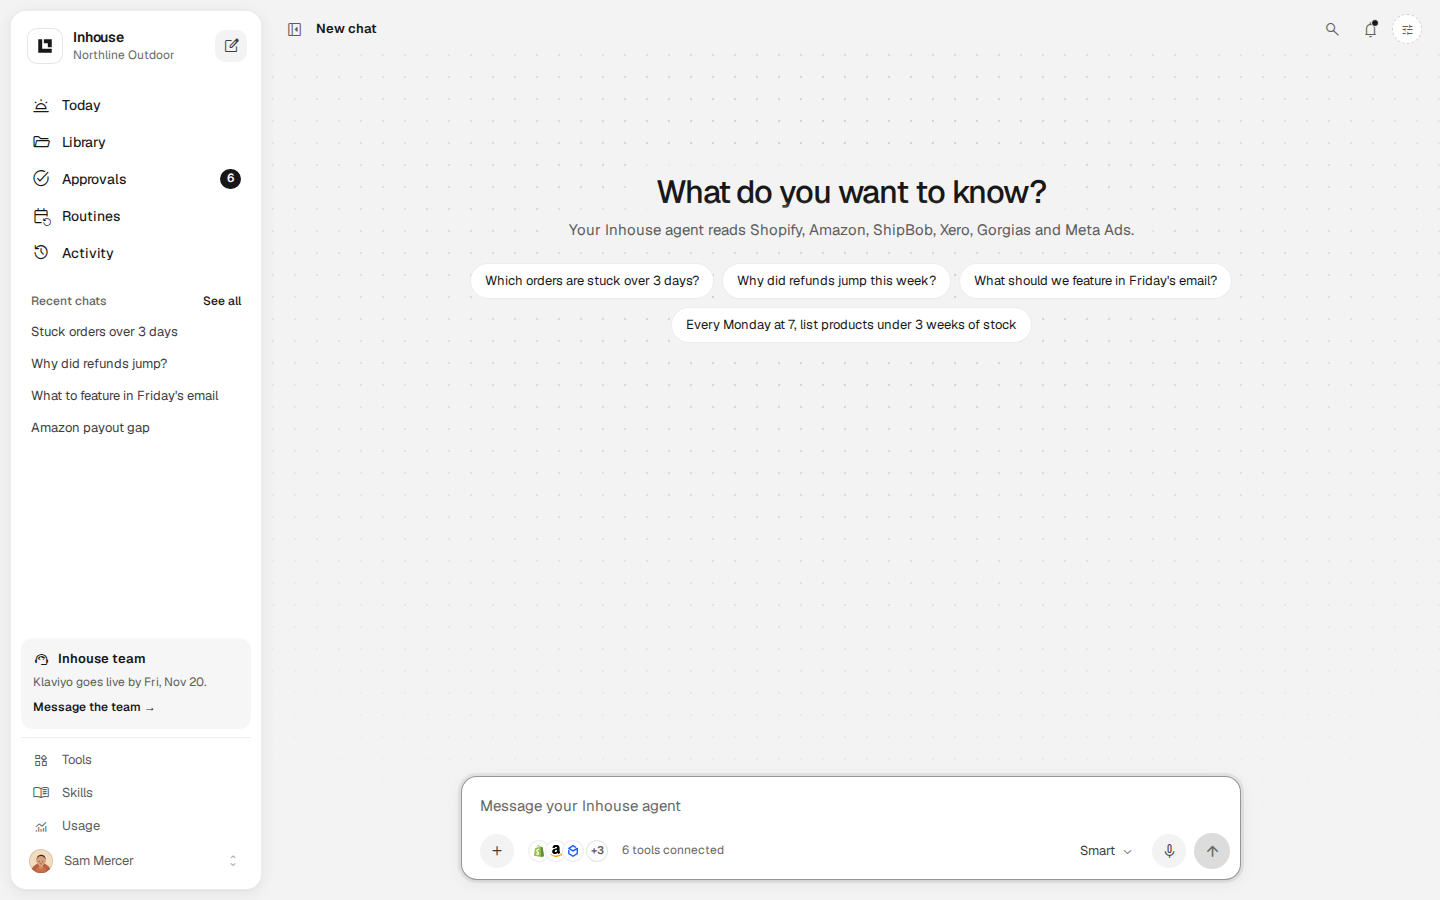 Inhouse
Northline Outdoor
Today
Library
Approvals
6
Routines
Activity
Recent chats
See all
Stuck orders over 3 days
Why did refunds jump?
What to feature in Friday's email
Amazon payout gap
Inhouse team
Klaviyo goes live by Fri, Nov 20.
Message the team →
Tools
Skills
Usage
Sam Mercer
New chat
What do you want to know?
Your Inhouse agent reads Shopify, Amazon, ShipBob, Xero, Gorgias and Meta Ads.
Which orders are stuck over 3 days?
Why did refunds jump this week?
What should we feature in Friday's email?
Every Monday at 7, list products under 3 weeks of stock
Message your Inhouse agent
+3
6 tools connected
Smart